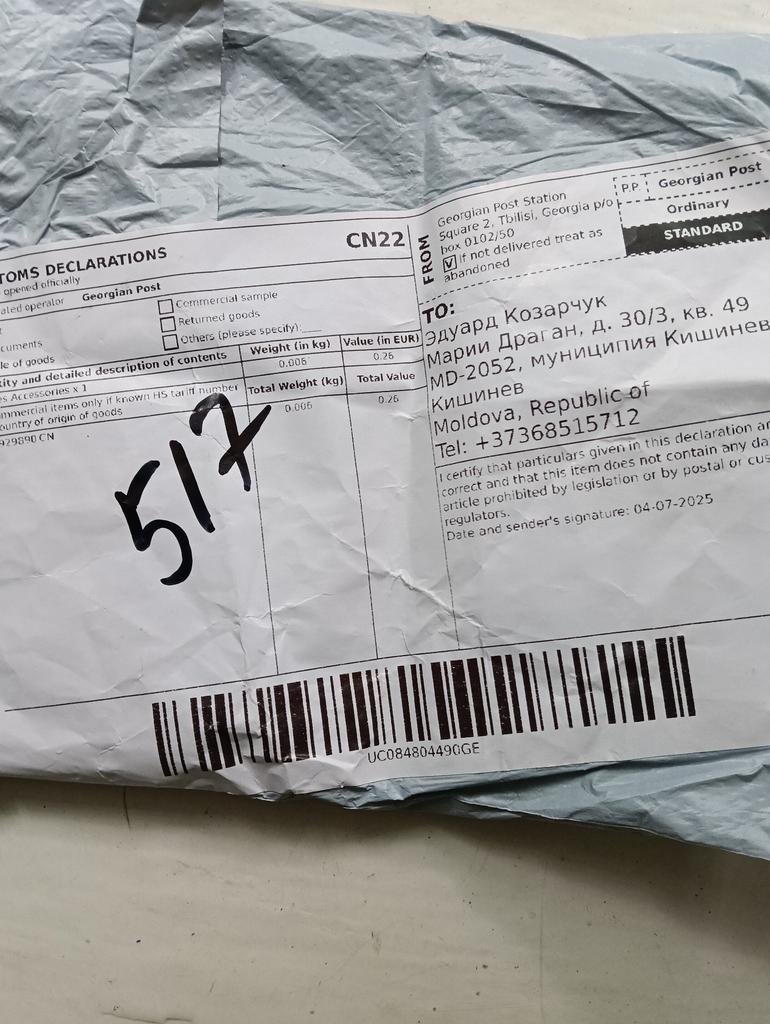 TOMS DECLARATIONS
CN22
opened officially
ated operator Georgian Post
Commercial sample
Returned goods
cuments
Others (please specify):___
le of goods
tity and detailed description of contents
Weight (in kg)
Value (in EUR)
s Accessories x 1
0.006
0.26
mmercial items only if known HS tariff number
ountry of origin of goods
Total Weight (kg)
Total Value
929890 CN
0.006
0.26
517
FROM
Georgian Post Station
Square 2, Tbilisi, Georgia p/o
box 0102/50
If not delivered treat as
abandoned
P.P.
Georgian Post
Ordinary
STANDARD
TO:
Эдуард Козарчук
Марии Драган, д. 30/3, кв. 49
MD-2052, муниципия Кишинев
Кишинев
Moldova, Republic of
Tel: +37368515712
I certify that particulars given in this declaration ar
correct and that this item does not contain any da
article prohibited by legislation or by postal or cus
regulators.
Date and sender's signature: 04-07-2025
UC084804490GE